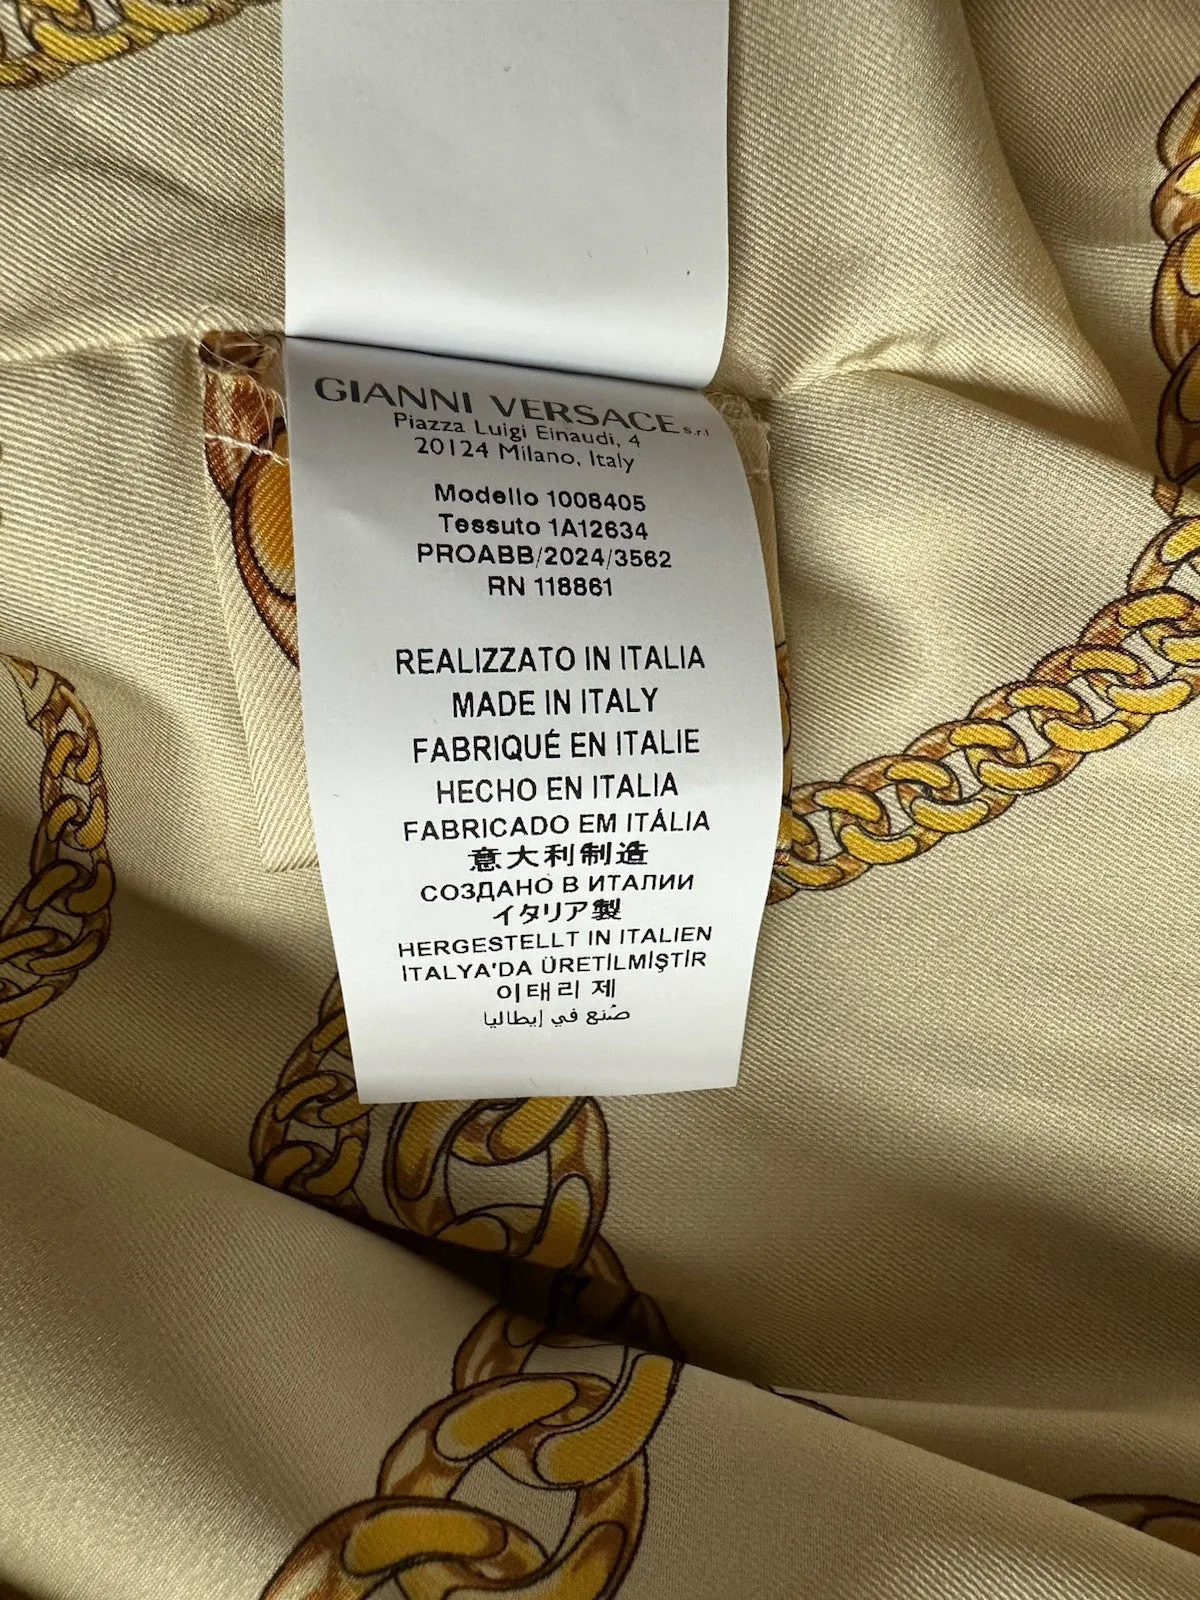 GIANNI VERSACE s.r.l
Piazza Luigi Einaudi, 4
20124 Milano, Italy
Modello 1008405
Tessuto 1A12634
PROABB/2024/3562
RN 118861
REALIZZATO IN ITALIA
MADE IN ITALY
FABRIQUÉ EN ITALIE
HECHO EN ITALIA
FABRICADO EM ITÁLIA
意大利制造
СОЗДАНО В ИТАЛИИ
イタリア製
HERGESTELLT IN ITALIEN
İTALYA'DA ÜRETİLMİŞTİR
이태리 제
صُنع في إيطاليا